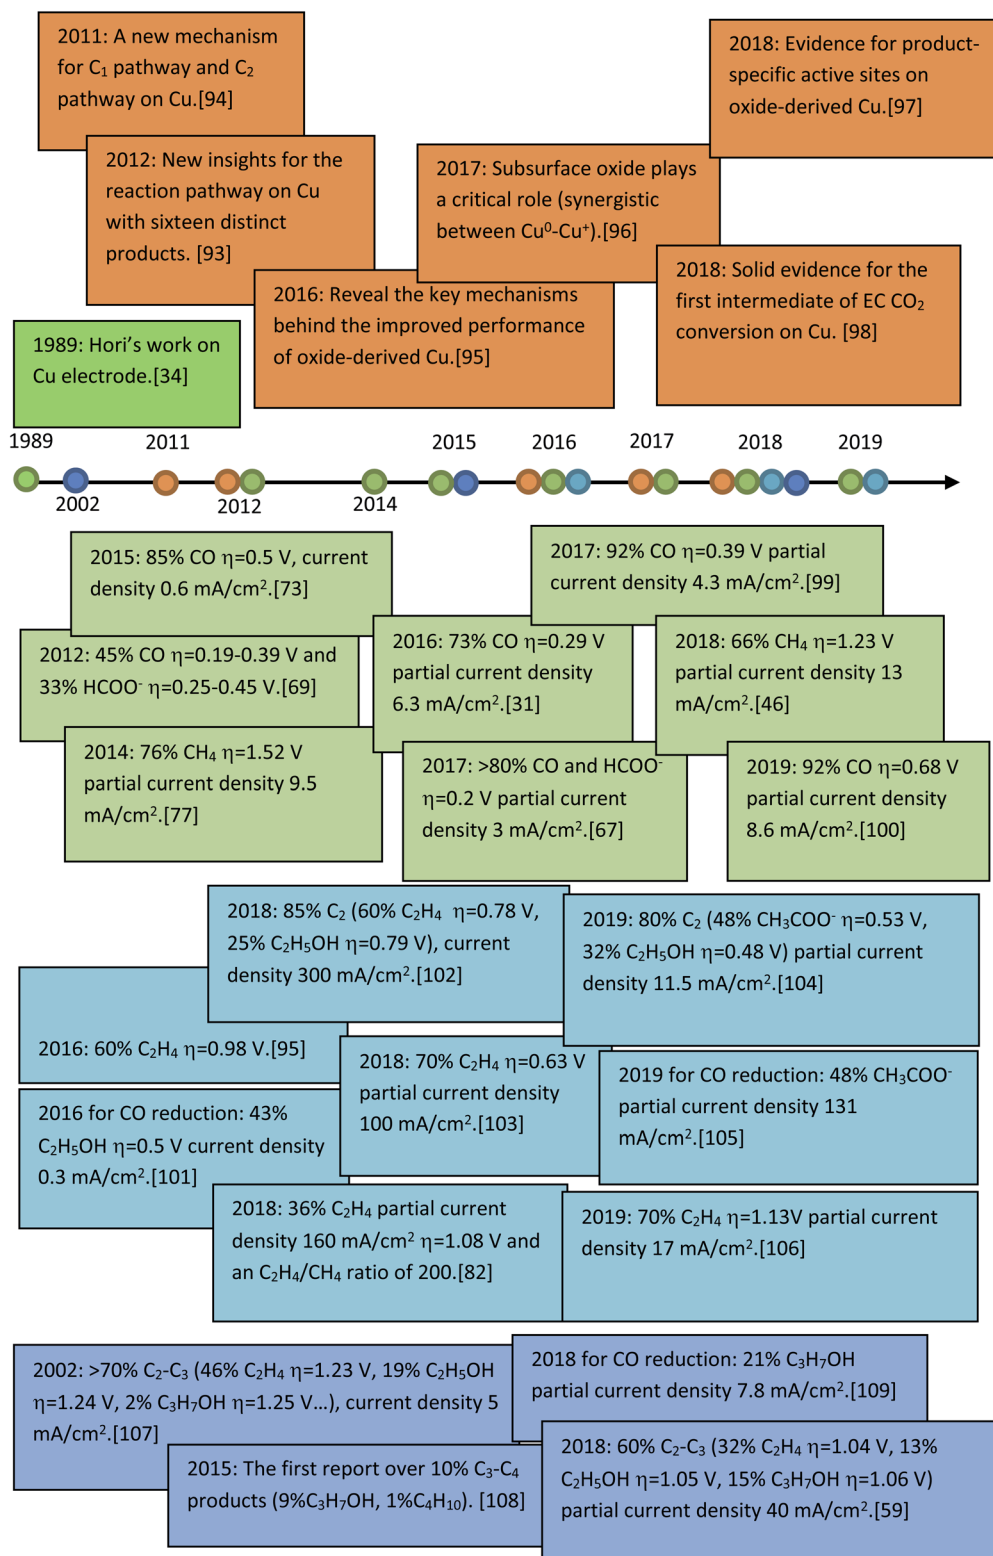 2011: A new mechanism
for C₁ pathway and C₂
pathway on Cu.[94]
2018: Evidence for product-
specific active sites on
oxide-derived Cu.[97]
2012: New insights for the
reaction pathway on Cu
with sixteen distinct
products. [93]
2017: Subsurface oxide plays
a critical role (synergistic
between Cu⁰-Cu⁺).[96]
2018: Solid evidence for the
first intermediate of EC CO₂
conversion on Cu. [98]
2016: Reveal the key mechanisms
behind the improved performance
of oxide-derived Cu.[95]
1989: Hori’s work on
Cu electrode.[34]
1989 2011 2015 2016 2017 2018 2019
2002 2012 2014
2015: 85% CO η=0.5 V, current
density 0.6 mA/cm².[73]
2017: 92% CO η=0.39 V partial
current density 4.3 mA/cm².[99]
2012: 45% CO η=0.19-0.39 V and
33% HCOO⁻ η=0.25-0.45 V.[69]
2016: 73% CO η=0.29 V
partial current density
6.3 mA/cm².[31]
2018: 66% CH₄ η=1.23 V
partial current density 13
mA/cm².[46]
2014: 76% CH₄ η=1.52 V
partial current density 9.5
mA/cm².[77]
2017: >80% CO and HCOO⁻
η=0.2 V partial current
density 3 mA/cm².[67]
2019: 92% CO η=0.68 V
partial current density
8.6 mA/cm².[100]
2018: 85% C₂ (60% C₂H₄ η=0.78 V,
25% C₂H₅OH η=0.79 V), current
density 300 mA/cm².[102]
2019: 80% C₂ (48% CH₃COO⁻ η=0.53 V,
32% C₂H₅OH η=0.48 V) partial current
density 11.5 mA/cm².[104]
2016: 60% C₂H₄ η=0.98 V.[95]
2018: 70% C₂H₄ η=0.63 V
partial current density
100 mA/cm².[103]
2019 for CO reduction: 48% CH₃COO⁻
partial current density 131
mA/cm².[105]
2016 for CO reduction: 43%
C₂H₅OH η=0.5 V current density
0.3 mA/cm².[101]
2018: 36% C₂H₄ partial current
density 160 mA/cm² η=1.08 V and
an C₂H₄/CH₄ ratio of 200.[82]
2019: 70% C₂H₄ η=1.13V partial current
density 17 mA/cm².[106]
2002: >70% C₂-C₃ (46% C₂H₄ η=1.23 V, 19% C₂H₅OH
η=1.24 V, 2% C₃H₇OH η=1.25 V...), current density 5
mA/cm².[107]
2018 for CO reduction: 21% C₃H₇OH
partial current density 7.8 mA/cm².[109]
2015: The first report over 10% C₃-C₄
products (9%C₃H₇OH, 1%C₄H₁₀). [108]
2018: 60% C₂-C₃ (32% C₂H₄ η=1.04 V, 13%
C₂H₅OH η=1.05 V, 15% C₃H₇OH η=1.06 V)
partial current density 40 mA/cm².[59]